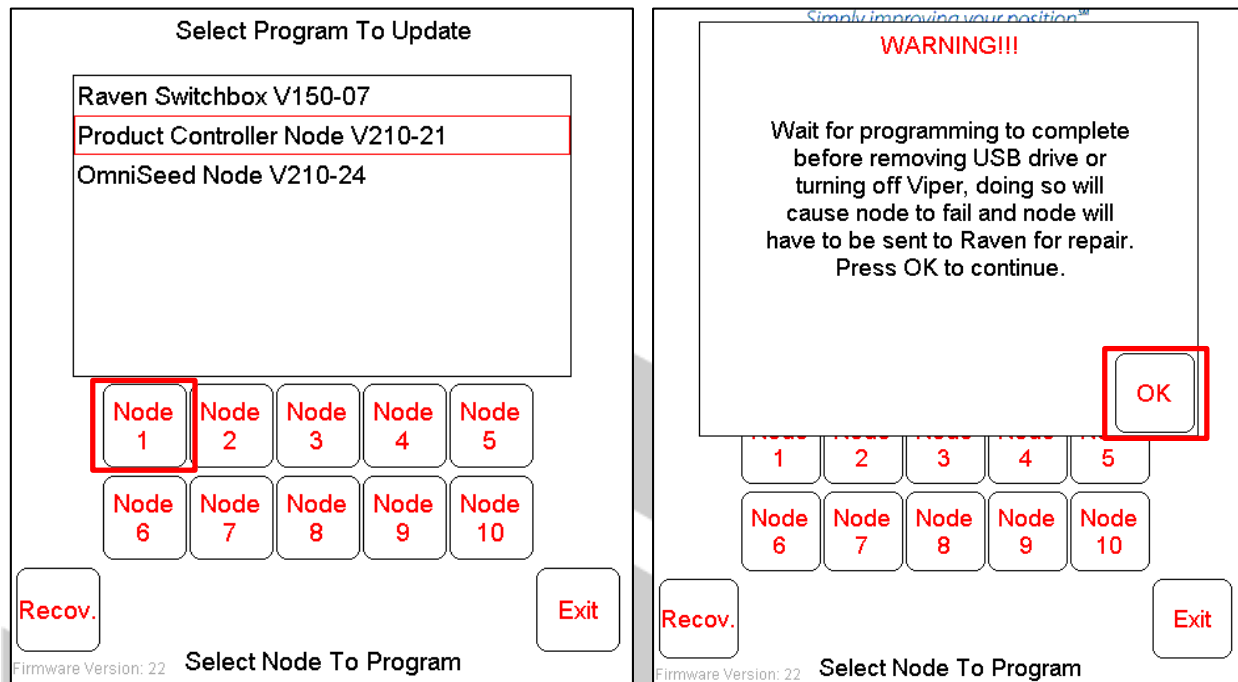 Select Program To Update
Raven Switchbox V150-07
Product Controller Node V210-21
OmniSeed Node V210-24
Node 1
Node 2
Node 3
Node 4
Node 5
Node 6
Node 7
Node 8
Node 9
Node 10
Recov.
Exit
Firmware Version: 22
Select Node To Program
Simply improving your position℠
WARNING!!!
Wait for programming to complete
before removing USB drive or
turning off Viper, doing so will
cause node to fail and node will
have to be sent to Raven for repair.
Press OK to continue.
OK
1
2
3
4
5
Node 6
Node 7
Node 8
Node 9
Node 10
Recov.
Exit
Firmware Version: 22
Select Node To Program